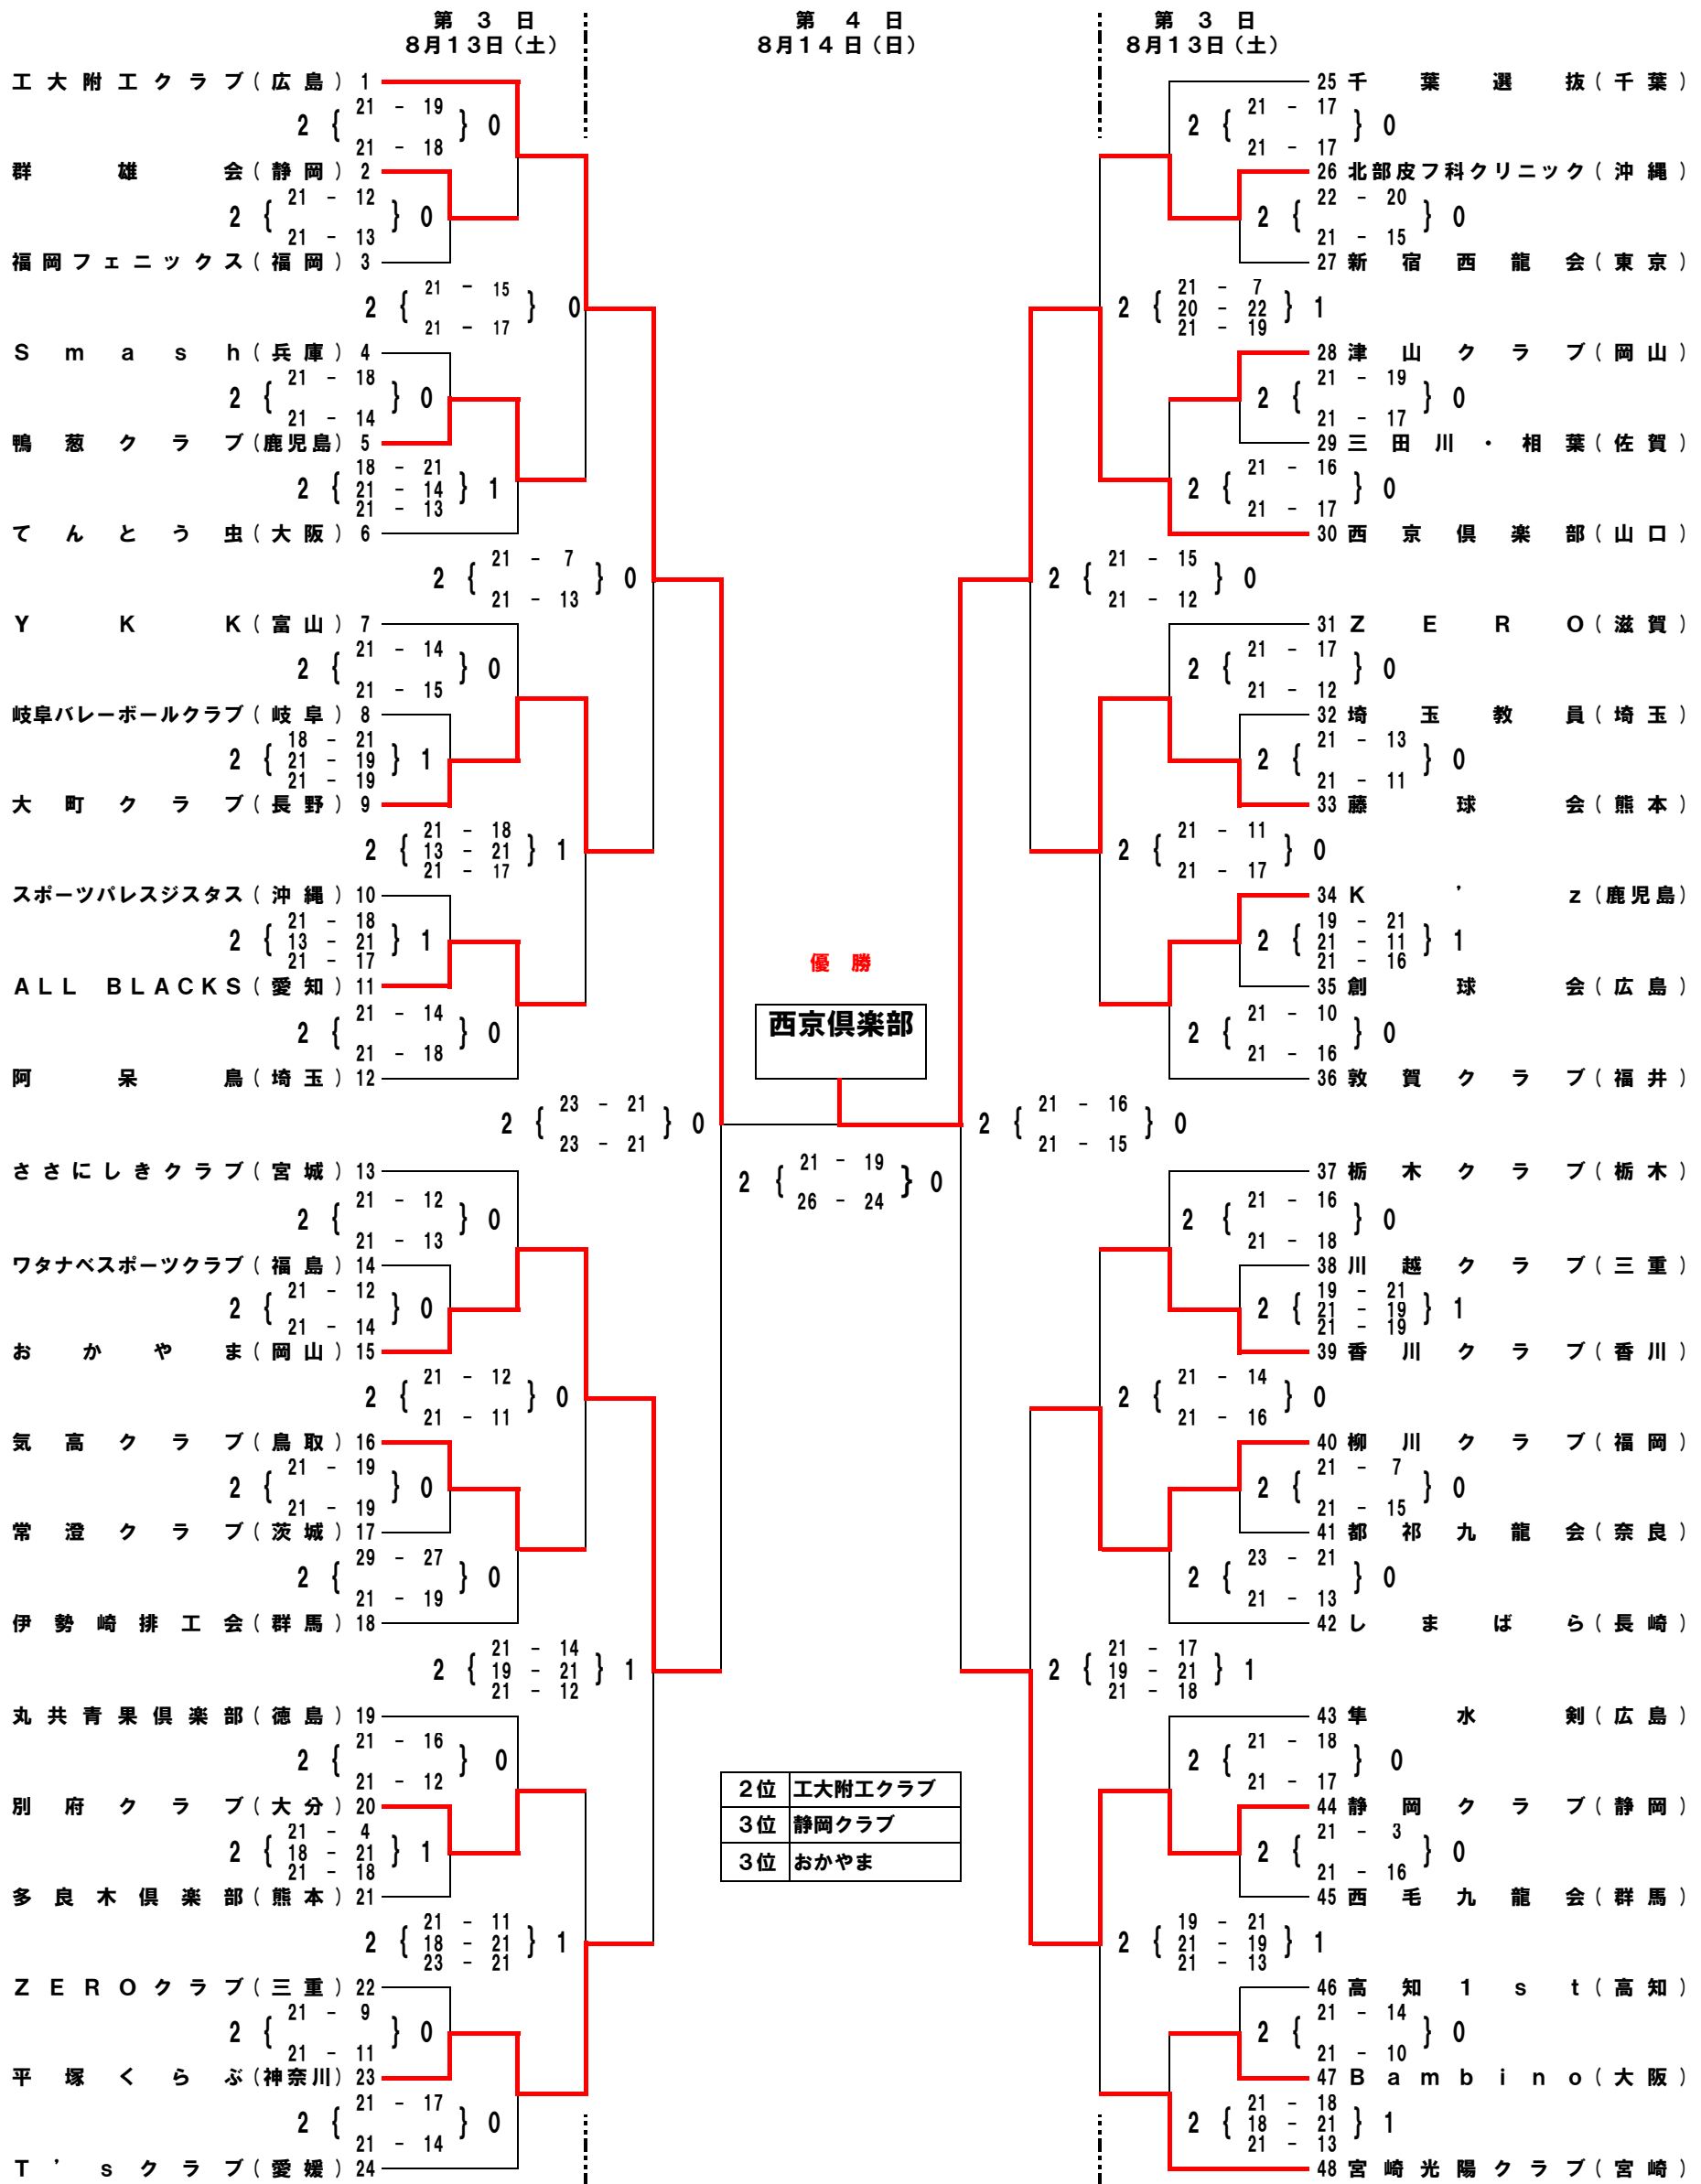 第 3 日
8月13日（土）
第 4 日
8月14日（日）
第 3 日
8月13日（土）
工大附工クラブ（広島）1
21 - 19
2 { } 0
21 - 18
群雄会（静岡）2
21 - 12
2 { } 0
21 - 13
福岡フェニックス（福岡）3
21 - 15
2 { } 0
21 - 17
Smash（兵庫）4
21 - 18
2 { } 0
21 - 14
鴨葱クラブ（鹿児島）5
18 - 21
2 { 21 - 14 } 1
21 - 13
てんとう虫（大阪）6
21 - 7
2 { } 0
21 - 13
YKK（富山）7
21 - 14
2 { } 0
21 - 15
岐阜バレーボールクラブ（岐阜）8
18 - 21
2 { 21 - 19 } 1
21 - 19
大町クラブ（長野）9
21 - 18
2 { 13 - 21 } 1
21 - 17
スポーツパレスジスタス（沖縄）10
21 - 18
2 { 13 - 21 } 1
21 - 17
ALL BLACKS（愛知）11
21 - 14
2 { } 0
21 - 18
阿呆鳥（埼玉）12
23 - 21
2 { } 0
23 - 21
ささにしきクラブ（宮城）13
21 - 12
2 { } 0
21 - 13
ワタナベスポーツクラブ（福島）14
21 - 12
2 { } 0
21 - 14
おかやま（岡山）15
21 - 12
2 { } 0
21 - 11
気高クラブ（鳥取）16
21 - 19
2 { } 0
21 - 19
常澄クラブ（茨城）17
29 - 27
2 { } 0
21 - 19
伊勢崎排工会（群馬）18
21 - 14
2 { 19 - 21 } 1
21 - 12
丸共青果倶楽部（徳島）19
21 - 16
2 { } 0
21 - 12
別府クラブ（大分）20
21 - 4
2 { 18 - 21 } 1
21 - 18
多良木倶楽部（熊本）21
21 - 11
2 { 18 - 21 } 1
23 - 21
ZEROクラブ（三重）22
21 - 9
2 { } 0
21 - 11
平塚くらぶ（神奈川）23
21 - 17
2 { } 0
21 - 14
T'sクラブ（愛媛）24
優勝
西京倶楽部
21 - 19
2 { } 0
26 - 24
2位 工大附工クラブ
3位 静岡クラブ
3位 おかやま
25 千葉選抜（千葉）
21 - 17
2 { } 0
21 - 17
26 北部皮フ科クリニック（沖縄）
22 - 20
2 { } 0
21 - 15
27 新宿西龍会（東京）
21 - 7
2 { 20 - 22 } 1
21 - 19
28 津山クラブ（岡山）
21 - 19
2 { } 0
21 - 17
29 三田川・相葉（佐賀）
21 - 16
2 { } 0
21 - 17
30 西京倶楽部（山口）
21 - 15
2 { } 0
21 - 12
31 ZERO（滋賀）
21 - 17
2 { } 0
21 - 12
32 埼玉教員（埼玉）
21 - 13
2 { } 0
21 - 11
33 藤球会（熊本）
21 - 11
2 { } 0
21 - 17
34 K'z（鹿児島）
19 - 21
2 { 21 - 11 } 1
21 - 16
35 創球会（広島）
21 - 10
2 { } 0
21 - 16
36 敦賀クラブ（福井）
21 - 16
2 { } 0
21 - 15
37 栃木クラブ（栃木）
21 - 16
2 { } 0
21 - 18
38 川越クラブ（三重）
19 - 21
2 { 21 - 19 } 1
21 - 19
39 香川クラブ（香川）
21 - 14
2 { } 0
21 - 16
40 柳川クラブ（福岡）
21 - 7
2 { } 0
21 - 15
41 都祁九龍会（奈良）
23 - 21
2 { } 0
21 - 13
42 しまばら（長崎）
21 - 17
2 { 19 - 21 } 1
21 - 18
43 隼水剣（広島）
21 - 18
2 { } 0
21 - 17
44 静岡クラブ（静岡）
21 - 3
2 { } 0
21 - 16
45 西毛九龍会（群馬）
19 - 21
2 { 21 - 19 } 1
21 - 13
46 高知1st（高知）
21 - 14
2 { } 0
21 - 10
47 Bambino（大阪）
21 - 18
2 { 18 - 21 } 1
21 - 13
48 宮崎光陽クラブ（宮崎）